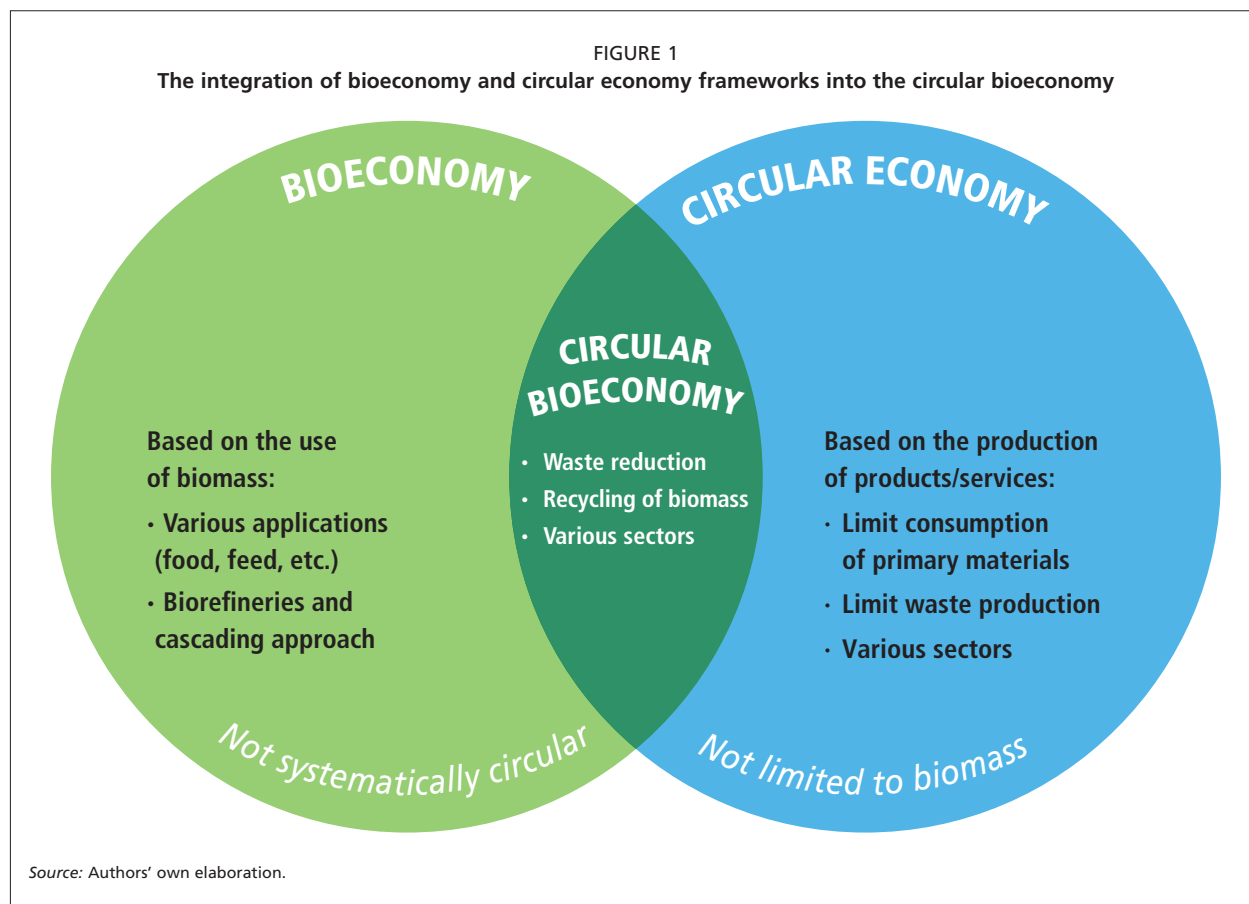 FIGURE 1
The integration of bioeconomy and circular economy frameworks into the circular bioeconomy
BIOECONOMY
Based on the use
of biomass:
· Various applications
(food, feed, etc.)
· Biorefineries and
cascading approach
Not systematically circular
CIRCULAR
BIOECONOMY
· Waste reduction
· Recycling of biomass
· Various sectors
CIRCULAR ECONOMY
Based on the production
of products/services:
· Limit consumption
of primary materials
· Limit waste production
· Various sectors
Not limited to biomass
Source: Authors' own elaboration.